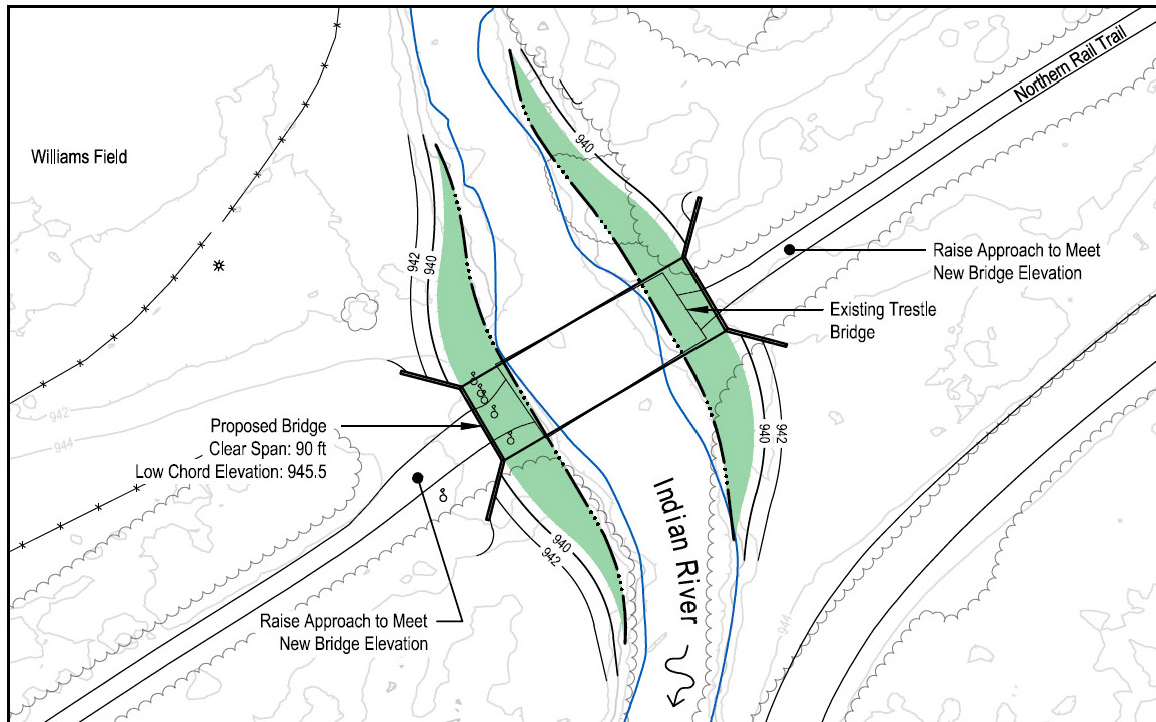 Northern Rail Trail
940
Williams Field
Raise Approach to Meet
New Bridge Elevation
942
940
Existing Trestle
Bridge
942
944
Proposed Bridge
Clear Span: 90 ft
Low Chord Elevation: 945.5
940
942
Indian River
940
942
Raise Approach to Meet
New Bridge Elevation
944